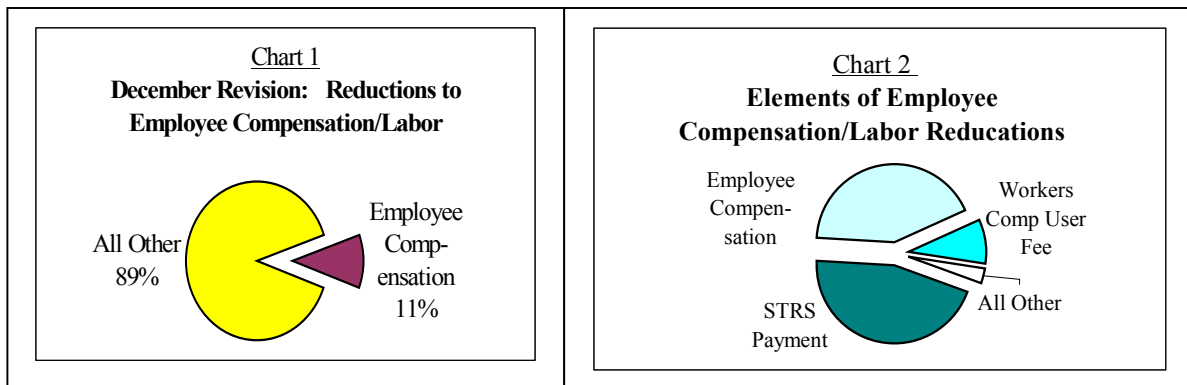 Chart 1
December Revision: Reductions to
Employee Compensation/Labor
All Other
89%
Employee
Comp-
ensation
11%
Chart 2
Elements of Employee
Compensation/Labor Reducations
Employee
Compen-
sation
Workers
Comp User
Fee
All Other
STRS
Payment